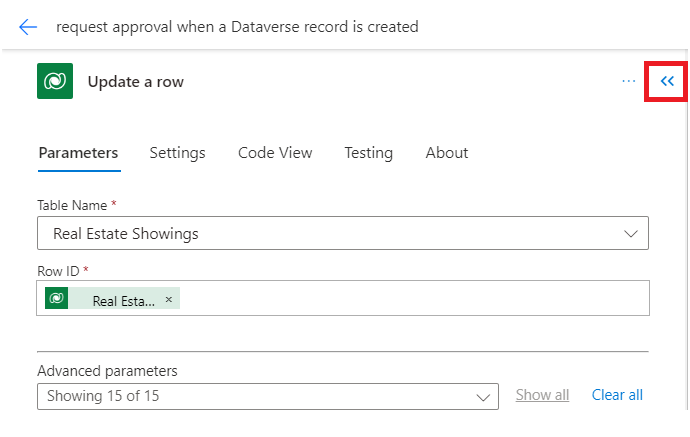 request approval when a Dataverse record is created
Update a row
Parameters Settings Code View Testing About
Table Name *
Real Estate Showings
Row ID *
Real Esta... ×
Advanced parameters
Showing 15 of 15 Show all Clear all